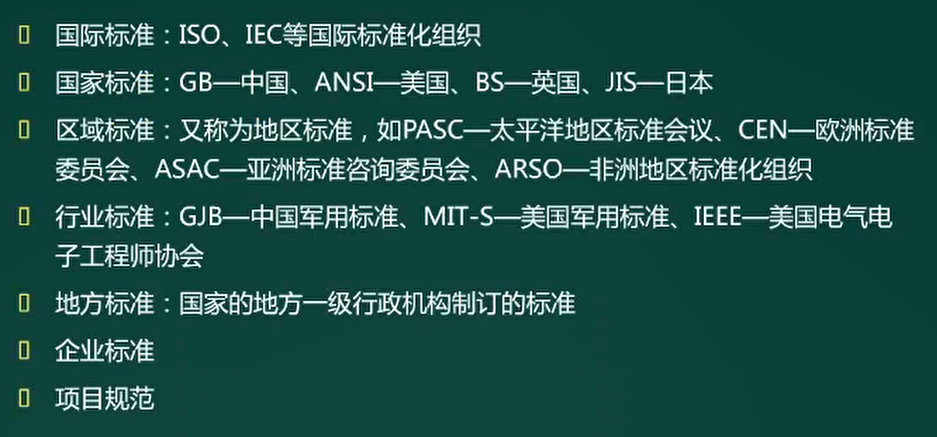 国际标准：ISO、IEC等国际标准化组织
国家标准：GB—中国、ANSI—美国、BS—英国、JIS—日本
区域标准：又称为地区标准，如PASC—太平洋地区标准会议、CEN—欧洲标准
委员会、ASAC—亚洲标准咨询委员会、ARSO—非洲地区标准化组织
行业标准：GJB—中国军用标准、MIT-S—美国军用标准、IEEE—美国电气电
子工程师协会
地方标准：国家的地方一级行政机构制订的标准
企业标准
项目规范